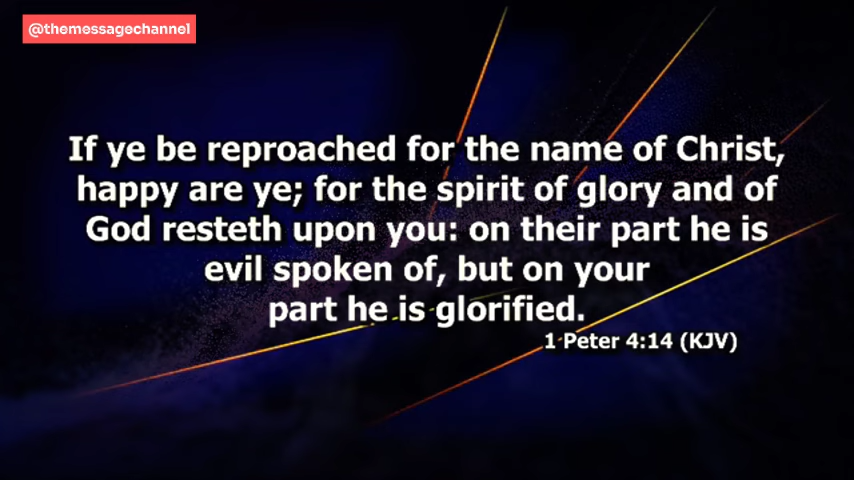 @themessagechannel
If ye be reproached for the name of Christ,
happy are ye; for the spirit of glory and of
God resteth upon you: on their part he is
evil spoken of, but on your
part he is glorified.
1 Peter 4:14 (KJV)